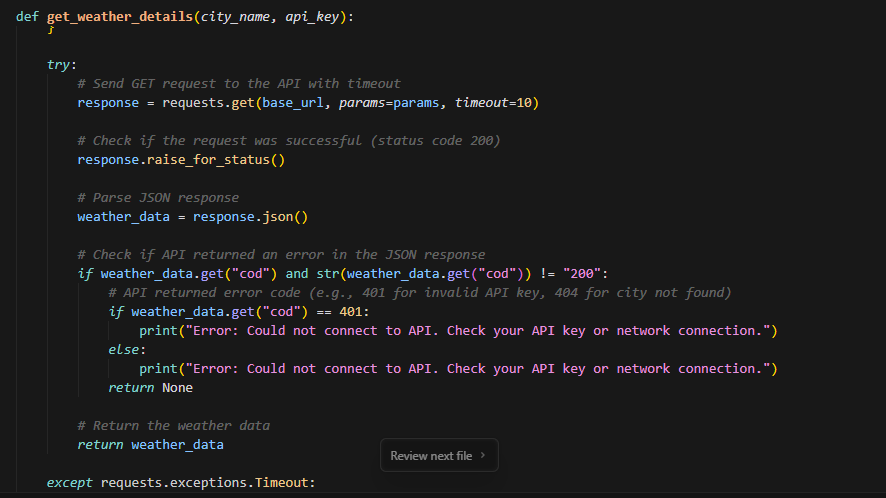 def get_weather_details(city_name, api_key):
    }
    try:
        # Send GET request to the API with timeout
        response = requests.get(base_url, params=params, timeout=10)
        # Check if the request was successful (status code 200)
        response.raise_for_status()
        # Parse JSON response
        weather_data = response.json()
        # Check if API returned an error in the JSON response
        if weather_data.get("cod") and str(weather_data.get("cod")) != "200":
            # API returned error code (e.g., 401 for invalid API key, 404 for city not found)
            if weather_data.get("cod") == 401:
                print("Error: Could not connect to API. Check your API key or network connection.")
            else:
                print("Error: Could not connect to API. Check your API key or network connection.")
            return None
        # Return the weather data
        return weather_data
Review next file >
    except requests.exceptions.Timeout: